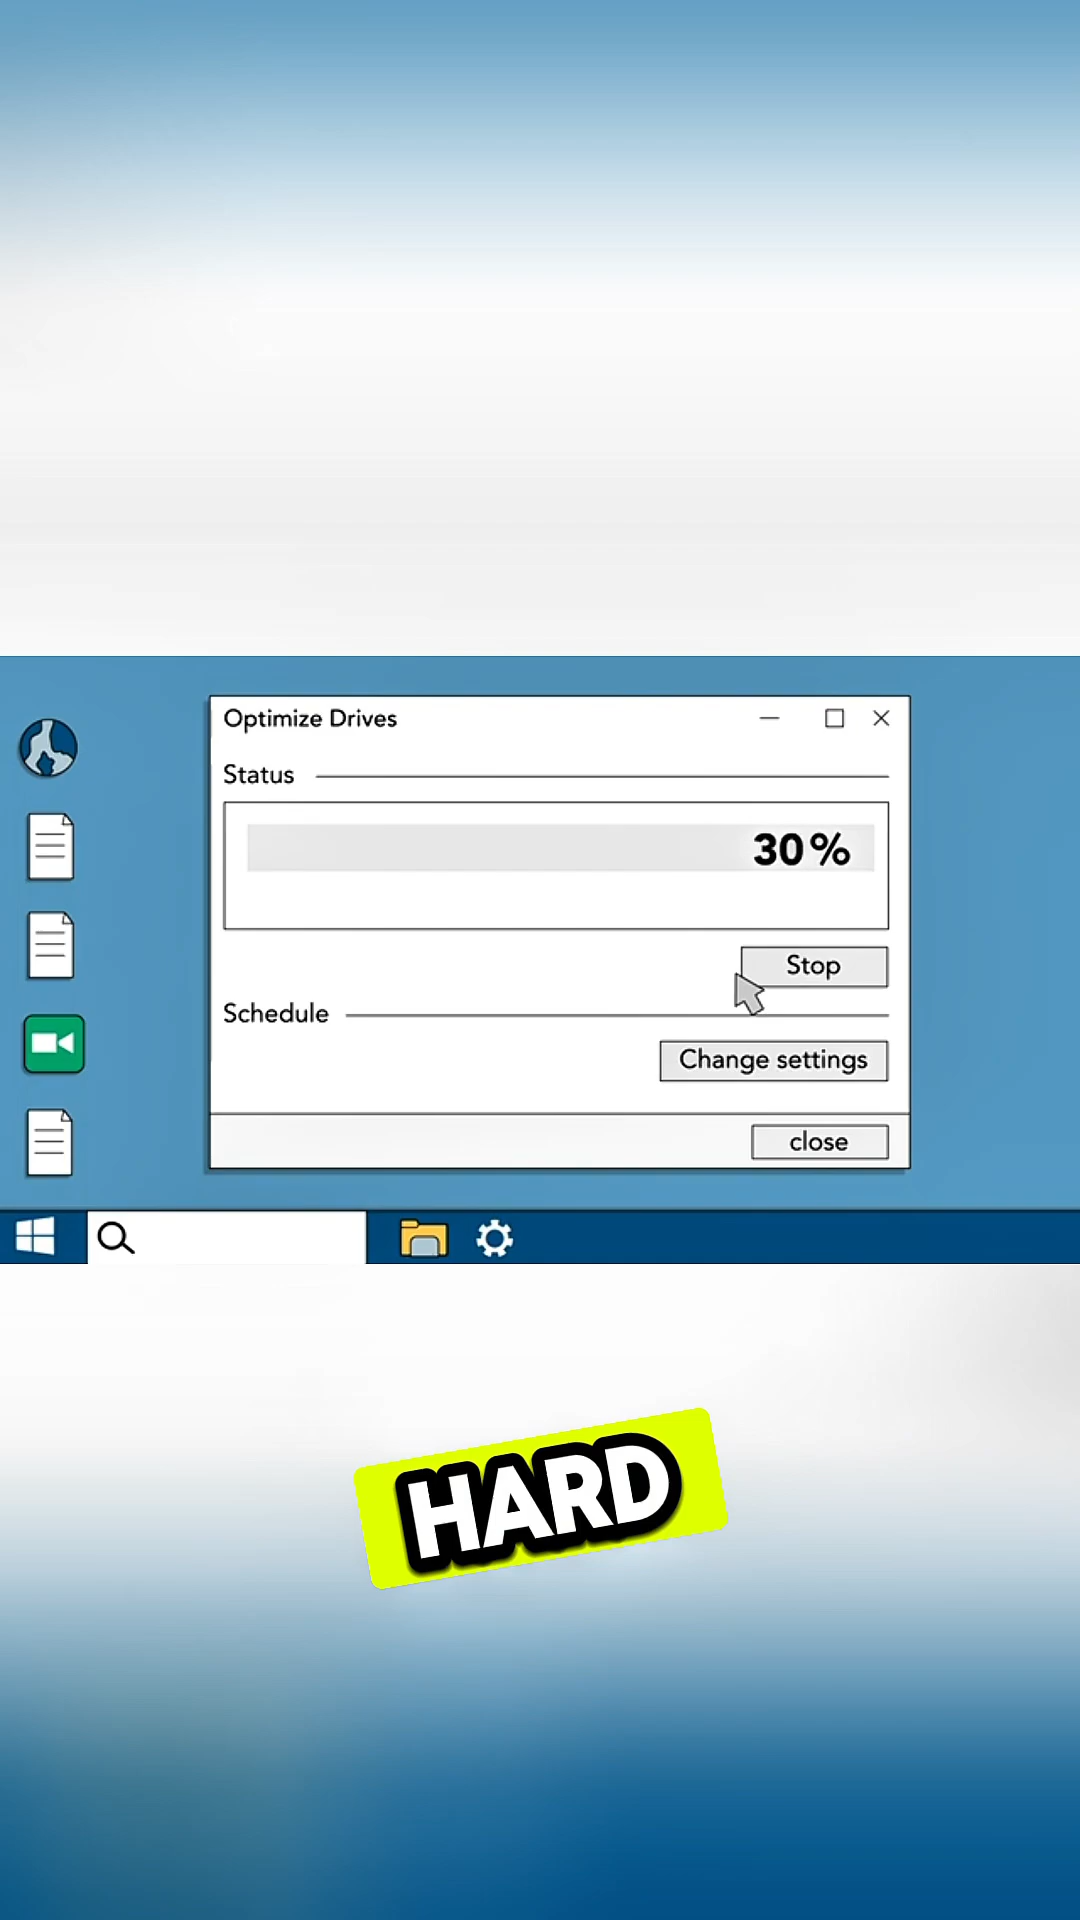 Optimize Drives
Status
30%
Stop
Schedule
Change settings
close
HARD